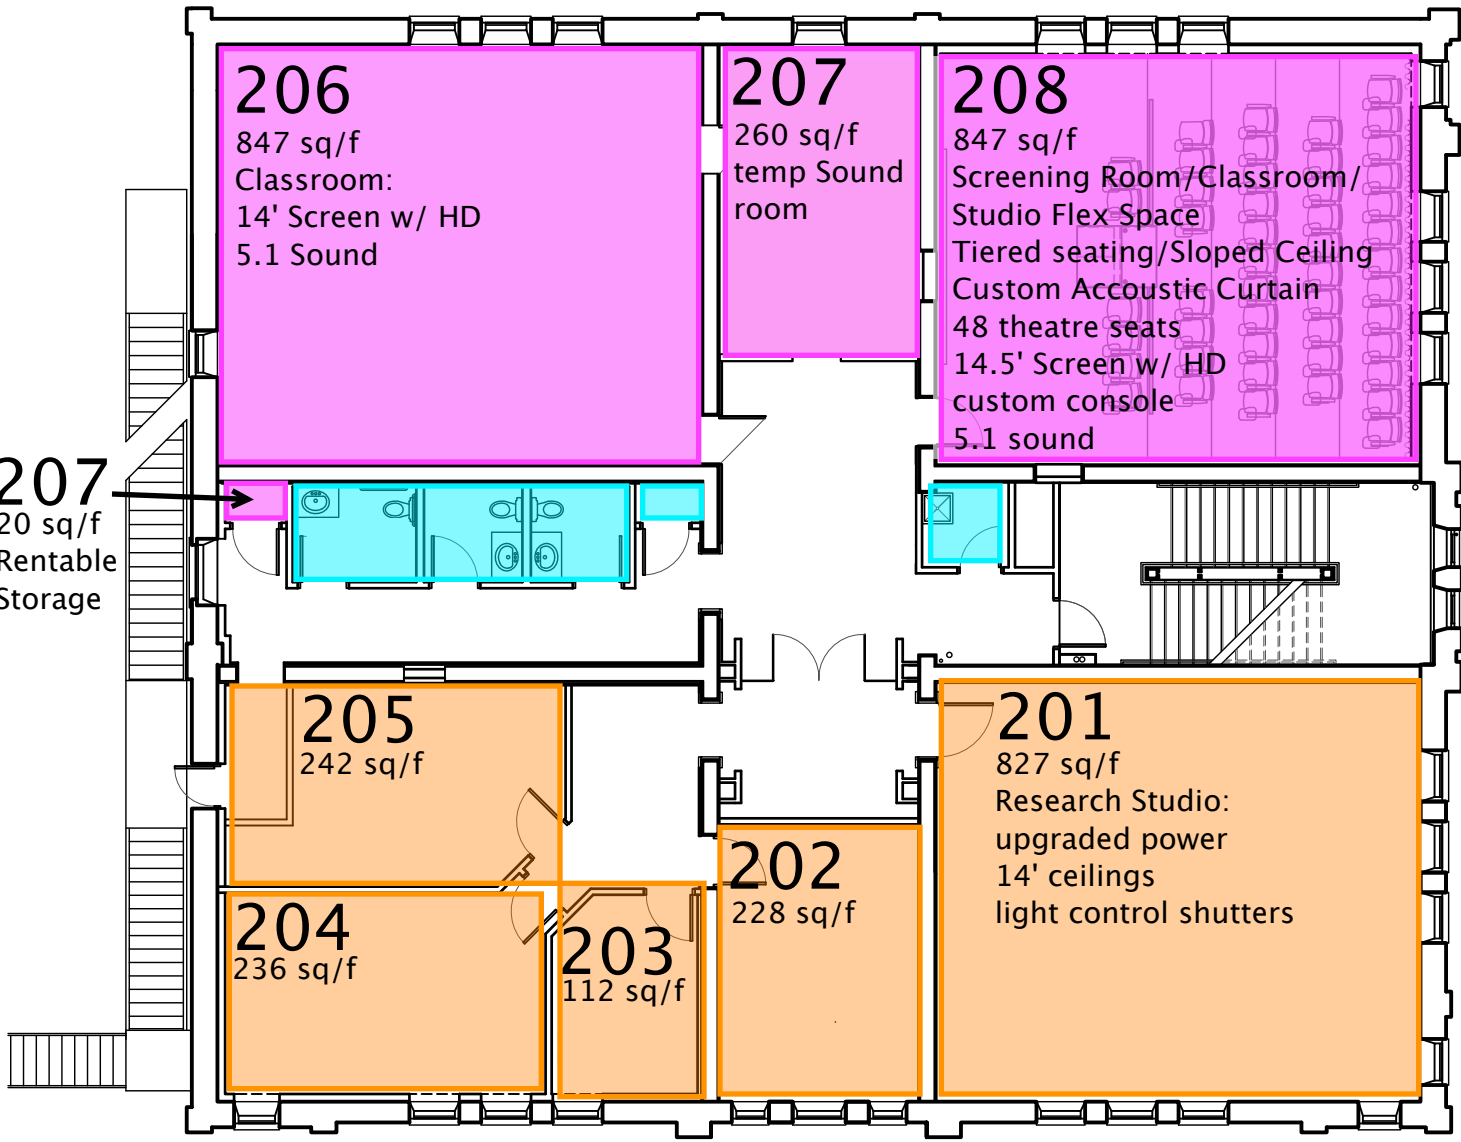 206
847 sq/f
Classroom:
14' Screen w/ HD
5.1 Sound
207
260 sq/f
temp Sound
room
208
847 sq/f
Screening Room/Classroom/
Studio Flex Space
Tiered seating/Sloped Ceiling
Custom Accoustic Curtain
48 theatre seats
14.5' Screen w/ HD
custom console
5.1 sound
207
20 sq/f
Rentable
Storage
205
242 sq/f
201
827 sq/f
Research Studio:
upgraded power
14' ceilings
light control shutters
202
228 sq/f
204
236 sq/f
203
112 sq/f